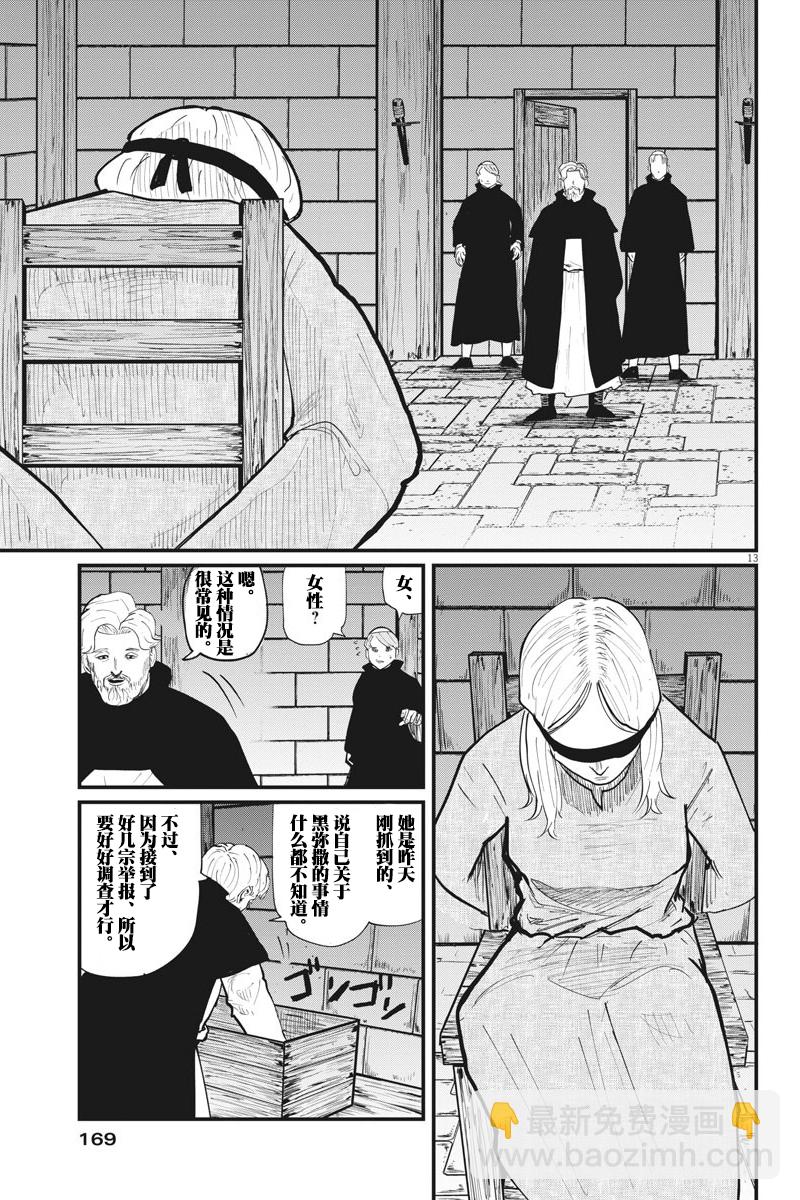 13
女、
女性？
嗯。
这种情况是
很常见的。
她是昨天
刚抓到的、
说自己关于
黑弥撒的事情
什么都不知道。
不过、
因为接到了
好几宗举报、所以
要好好调查才行。
ゴソゴソ
169
最新免费漫画
www.baozimh.com